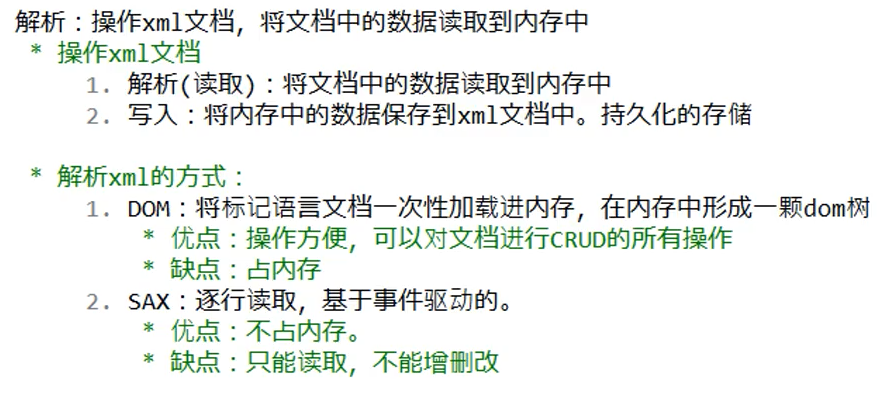 解析：操作xml文档，将文档中的数据读取到内存中
* 操作xml文档
1. 解析(读取)：将文档中的数据读取到内存中
2. 写入：将内存中的数据保存到xml文档中。持久化的存储
* 解析xml的方式：
1. DOM：将标记语言文档一次性加载进内存，在内存中形成一颗dom树
* 优点：操作方便，可以对文档进行CRUD的所有操作
* 缺点：占内存
2. SAX：逐行读取，基于事件驱动的。
* 优点：不占内存。
* 缺点：只能读取，不能增删改